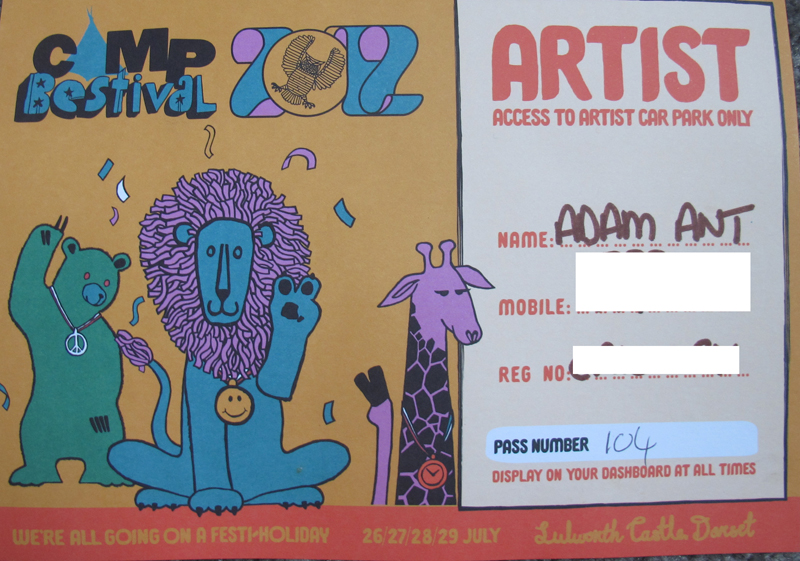 CAMP
Bestival
2012
ARTIST
ACCESS TO ARTIST CAR PARK ONLY
NAME: ADAM ANT
MOBILE:
REG NO:
PASS NUMBER 104
DISPLAY ON YOUR DASHBOARD AT ALL TIMES
WE'RE ALL GOING ON A FESTI-HOLIDAY
26/27/28/29 JULY
Lulworth Castle Dorset